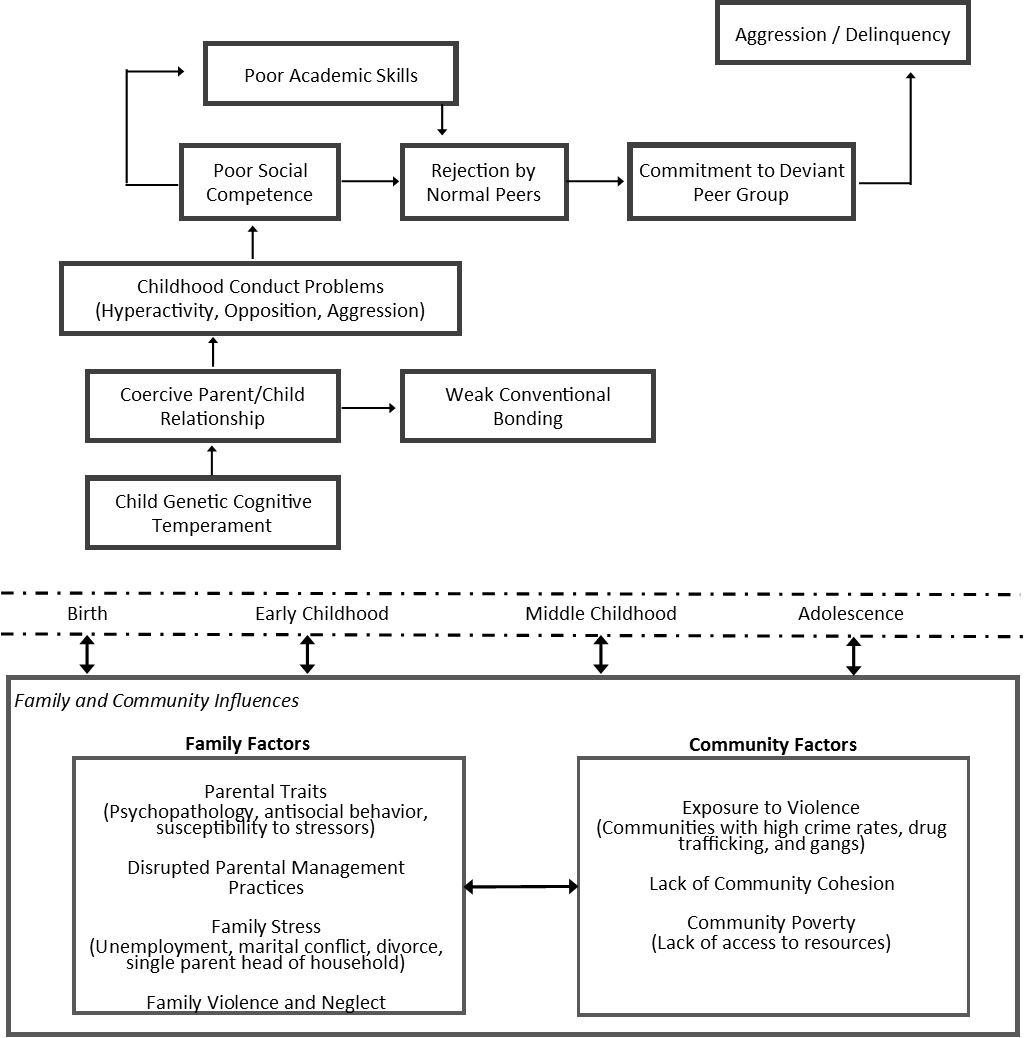 Aggression / Delinquency
Poor Academic Skills
Poor Social
Competence
Rejection by
Normal Peers
Commitment to Deviant
Peer Group
Childhood Conduct Problems
(Hyperactivity, Opposition, Aggression)
Coercive Parent/Child
Relationship
Weak Conventional
Bonding
Child Genetic Cognitive
Temperament
Birth
Early Childhood
Middle Childhood
Adolescence
Family and Community Influences
Family Factors
Parental Traits
(Psychopathology, antisocial behavior,
susceptibility to stressors)
Disrupted Parental Management
Practices
Family Stress
(Unemployment, marital conflict, divorce,
single parent head of household)
Family Violence and Neglect
Community Factors
Exposure to Violence
(Communities with high crime rates, drug
trafficking, and gangs)
Lack of Community Cohesion
Community Poverty
(Lack of access to resources)